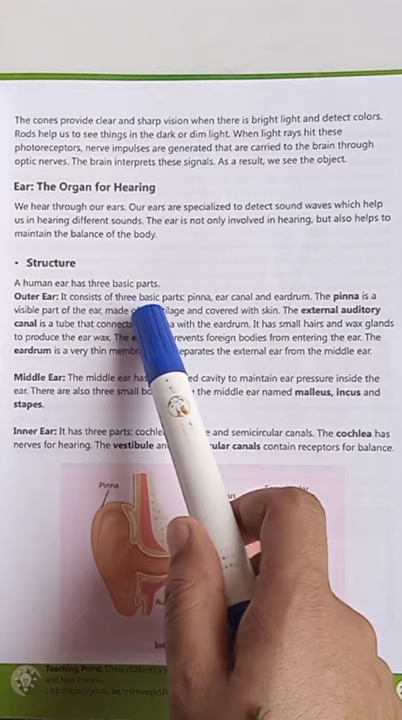 The cones provide clear and sharp vision when there is bright light and detect colors.
Rods help us to see things in the dark or dim light. When light rays hit these
photoreceptors, nerve impulses are generated that are carried to the brain through
optic nerves. The brain interprets these signals. As a result, we see the object.
Ear: The Organ for Hearing
We hear through our ears. Our ears are specialized to detect sound waves which help
us in hearing different sounds. The ear is not only involved in hearing, but also helps to
maintain the balance of the body.
• Structure
A human ear has three basic parts.
Outer Ear: It consists of three basic parts: pinna, ear canal and eardrum. The pinna is a
visible part of the ear, made lage and covered with skin. The external auditory
canal is a tube that connects with the eardrum. It has small hairs and wax glands
to produce the ear wax. The revents foreign bodies from entering the ear. The
eardrum is a very thin membr eparates the external ear from the middle ear.
Middle Ear: The middle ear has ed cavity to maintain ear pressure inside the
ear. There are also three small bo the middle ear named malleus, incus and
stapes.
Inner Ear: It has three parts: cochle e and semicircular canals. The cochlea has
nerves for hearing. The vestibule an ular canals contain receptors for balance.
Pinna
Teaching Point: